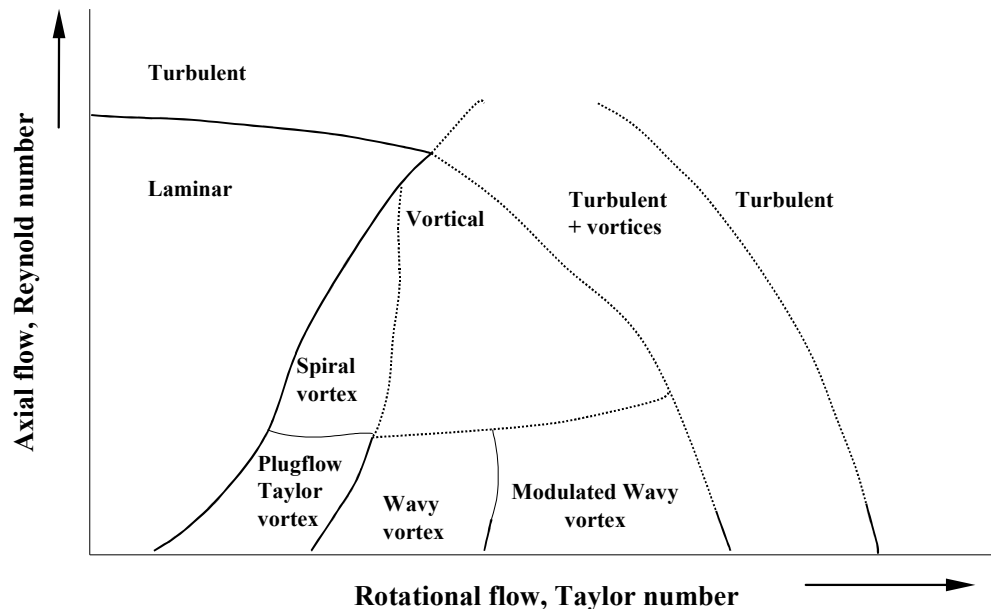 Turbulent
Laminar
Vortical
Turbulent
+ vortices
Turbulent
Spiral
vortex
Plugflow
Taylor
vortex
Wavy
vortex
Modulated Wavy
vortex
Axial flow, Reynold number
Rotational flow, Taylor number